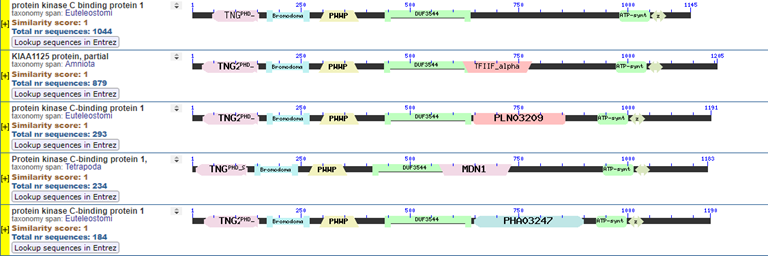 protein kinase C binding protein 1
taxonomy span: Euteleostomi
Similarity score: 1
Total nr sequences: 1044
Lookup sequences in Entrez
1 250 500 750 1000 1145
TNG PHD_ Bromodoma PWWP DUF3544 ATP-synt z
KIAA1125 protein, partial
taxonomy span: Amniota
Similarity score: 1
Total nr sequences: 879
Lookup sequences in Entrez
1 250 500 750 1000 1205
TNG2 PHD_ Bromodoma PWWP DUF3544 TFIIF_alpha ATP-synt
protein kinase C-binding protein 1
taxonomy span: Euteleostomi
Similarity score: 1
Total nr sequences: 293
Lookup sequences in Entrez
1 250 500 750 1000 1191
TNG2 PHD_ Bromodoma PWWP DUF3544 PLN03209 ATP-synt z
Protein kinase C-binding protein 1,
taxonomy span: Tetrapoda
Similarity score: 1
Total nr sequences: 234
Lookup sequences in Entrez
1 250 500 750 1000
TNG PHD_S Bromodoma PWWP DUF3544 MDN1 ATP-synt
protein kinase C-binding protein 1
taxonomy span: Euteleostomi
Similarity score: 1
Total nr sequences: 184
Lookup sequences in Entrez
1 250 500 750 1000
TNG2 PHD_ Bromodoma PWWP DUF3544 PHA03247 ATP-synt z